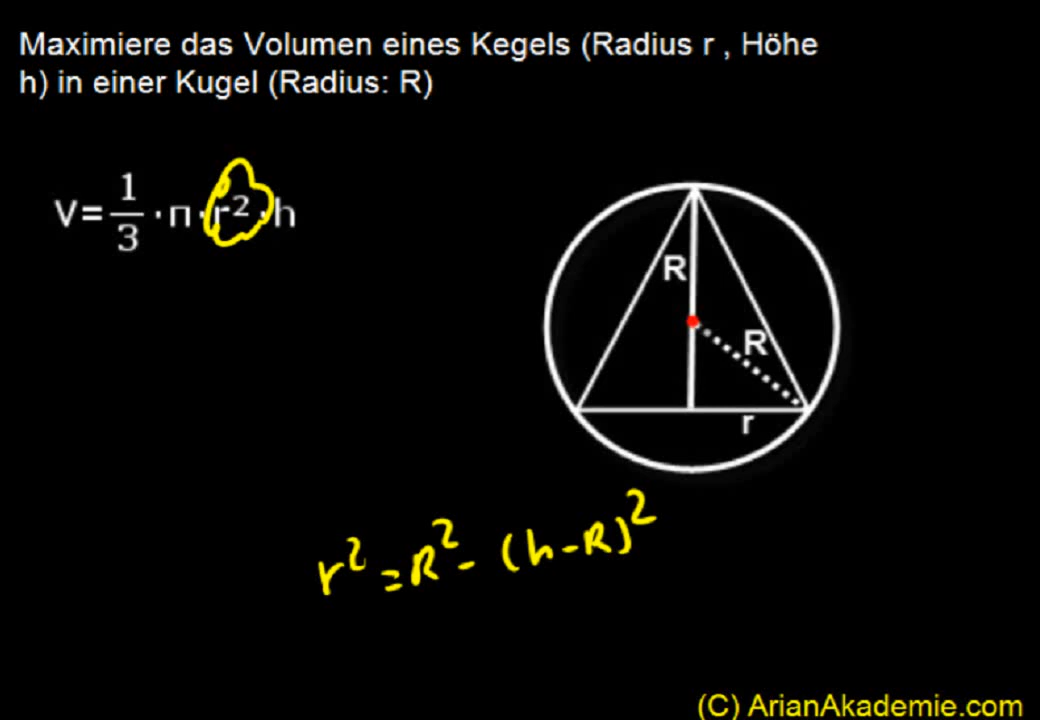 Maximiere das Volumen eines Kegels (Radius r , Höhe
h) in einer Kugel (Radius: R)
V=\frac{1}{3}·π·r²·h
R
R
r
r² = R² - (h-R)²
(C) ArianAkademie.com